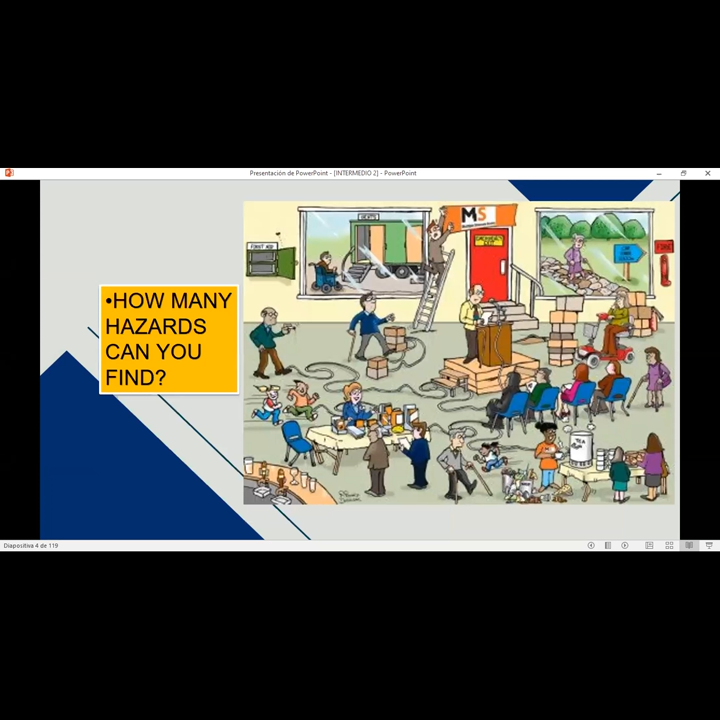 Presentación de PowerPoint - [INTERMEDIO 2] - PowerPoint
•HOW MANY
HAZARDS
CAN YOU
FIND?
FIRST AID
MS
FIRE
TEA
Diapositiva 4 de 119